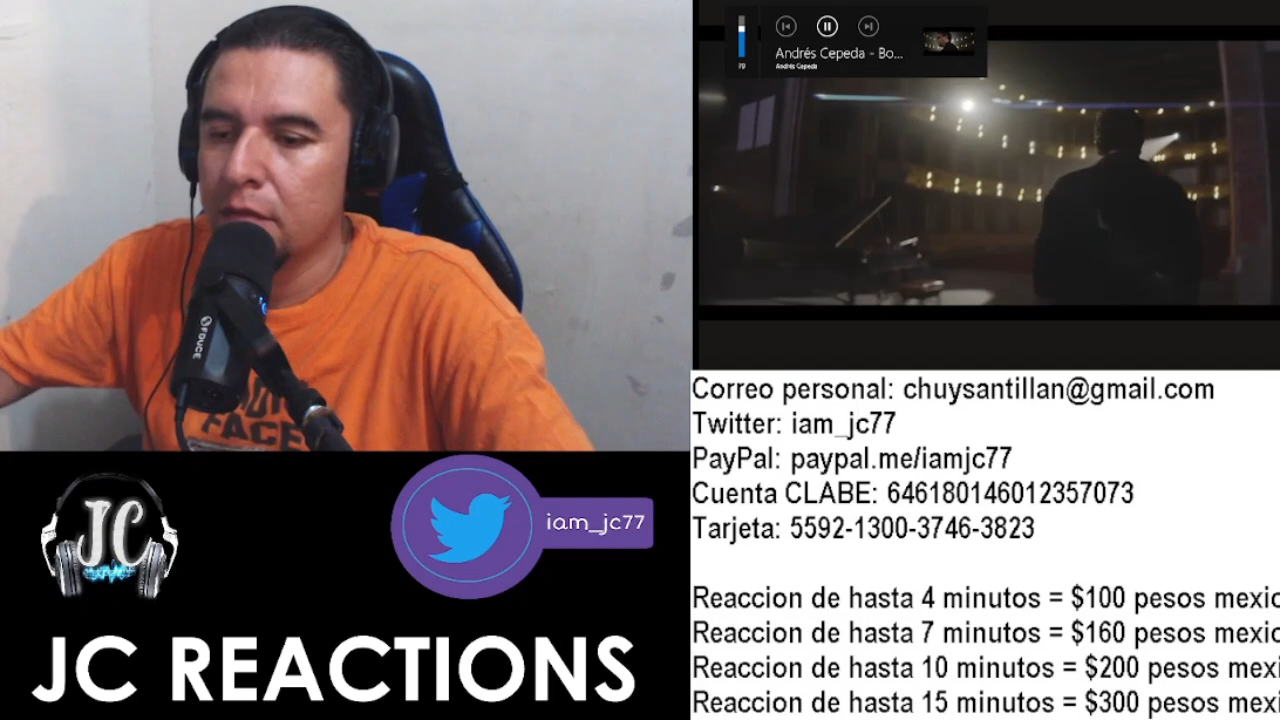 79
Andrés Cepeda - Bo...
Andrés Cepeda
FDUCE
FACE
Correo personal: chuysantillan@gmail.com
Twitter: iam_jc77
PayPal: paypal.me/iamjc77
Cuenta CLABE: 646180146012357073
Tarjeta: 5592-1300-3746-3823
JC
iam_jc77
JC REACTIONS
Reaccion de hasta 4 minutos = $100 pesos mexic
Reaccion de hasta 7 minutos = $160 pesos mexic
Reaccion de hasta 10 minutos = $200 pesos mexi
Reaccion de hasta 15 minutos = $300 pesos mexi